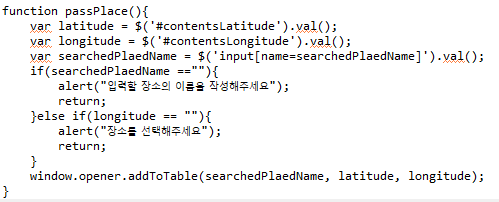 function passPlace(){
var latitude = $('#contentsLatitude').val();
var longitude = $('#contentsLongitude').val();
var searchedPlaedName = $('input[name=searchedPlaedName]').val();
if(searchedPlaedName ==""){
alert("입력할 장소의 이름을 작성해주세요");
return;
}else if(longitude == ""){
alert("장소를 선택해주세요");
return;
}
window.opener.addToTable(searchedPlaedName, latitude, longitude);
}